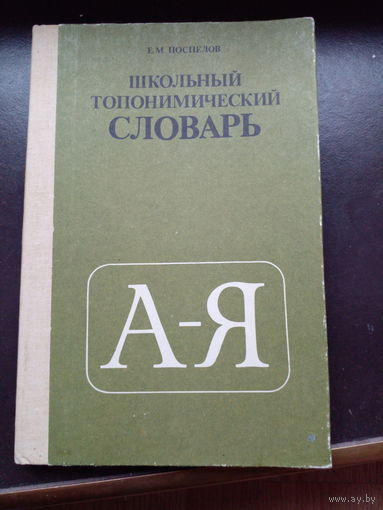 Е.М. ПОСПЕЛОВ
ШКОЛЬНЫЙ
ТОПОНИМИЧЕСКИЙ
СЛОВАРЬ
А-Я
www.ay.by